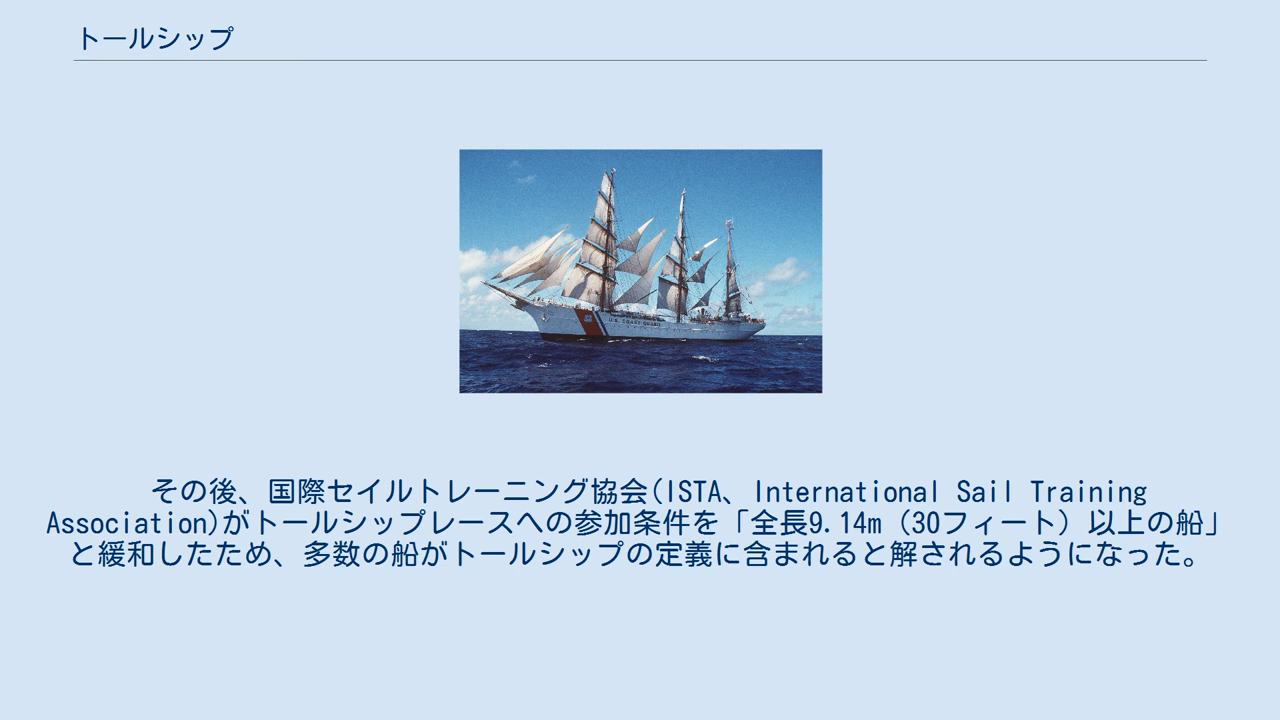 トールシップ
U.S. COAST GUARD
その後、国際セイルトレーニング協会(ISTA、International Sail Training
Association)がトールシップレースへの参加条件を「全長9.14m（30フィート）以上の船」
と緩和したため、多数の船がトールシップの定義に含まれると解されるようになった。